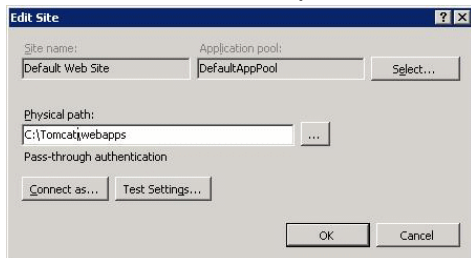 Edit Site
Site name:
Application pool:
Default Web Site
DefaultAppPool
Select...
Physical path:
C:\Tomcat\webapps
...
Pass-through authentication
Connect as...
Test Settings...
OK
Cancel